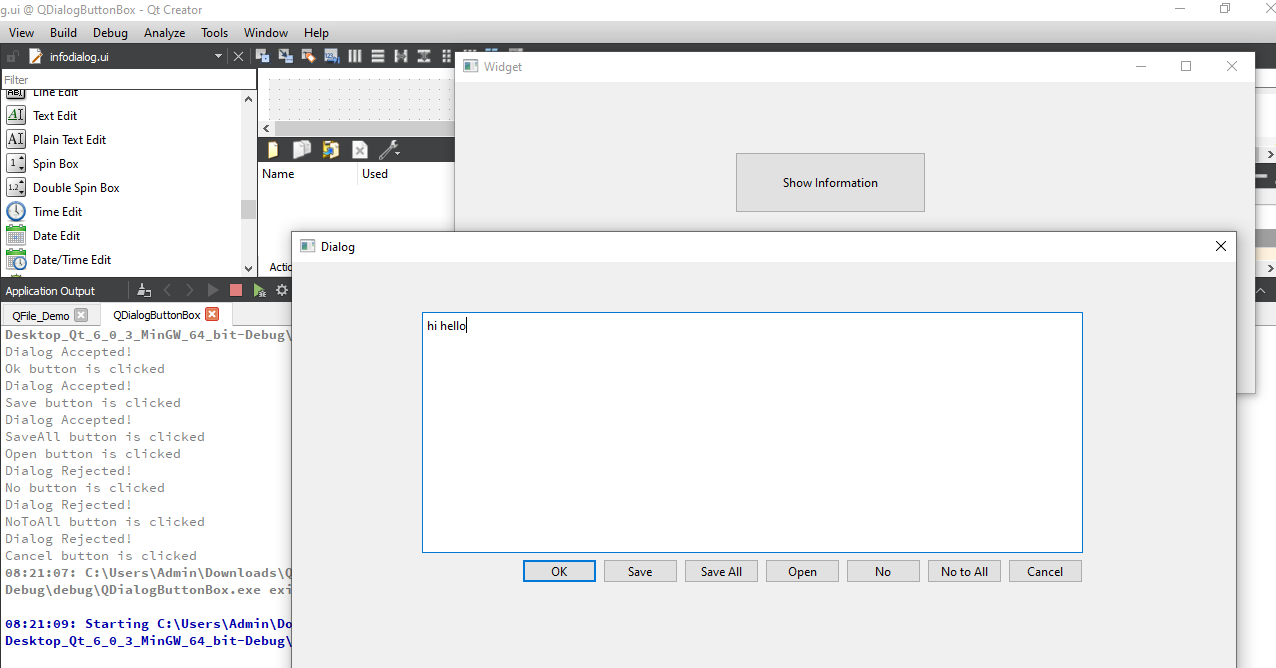 g.ui @ QDialogButtonBox - Qt Creator
View Build Debug Analyze Tools Window Help
infodialog.ui
Filter
Line Edit
Text Edit
Plain Text Edit
Spin Box
Double Spin Box
Time Edit
Date Edit
Date/Time Edit
Name Used
Widget
Show Information
Dialog
hi hello
OK Save Save All Open No No to All Cancel
Application Output
QFile_Demo QDialogButtonBox
Desktop_Qt_6_0_3_MinGW_64_bit-Debug\
Dialog Accepted!
Ok button is clicked
Dialog Accepted!
Save button is clicked
Dialog Accepted!
SaveAll button is clicked
Open button is clicked
Dialog Rejected!
No button is clicked
Dialog Rejected!
NoToAll button is clicked
Dialog Rejected!
Cancel button is clicked
08:21:07: C:\Users\Admin\Downloads\Q
Debug\debug\QDialogButtonBox.exe exi
08:21:09: Starting C:\Users\Admin\Do
Desktop_Qt_6_0_3_MinGW_64_bit-Debug\